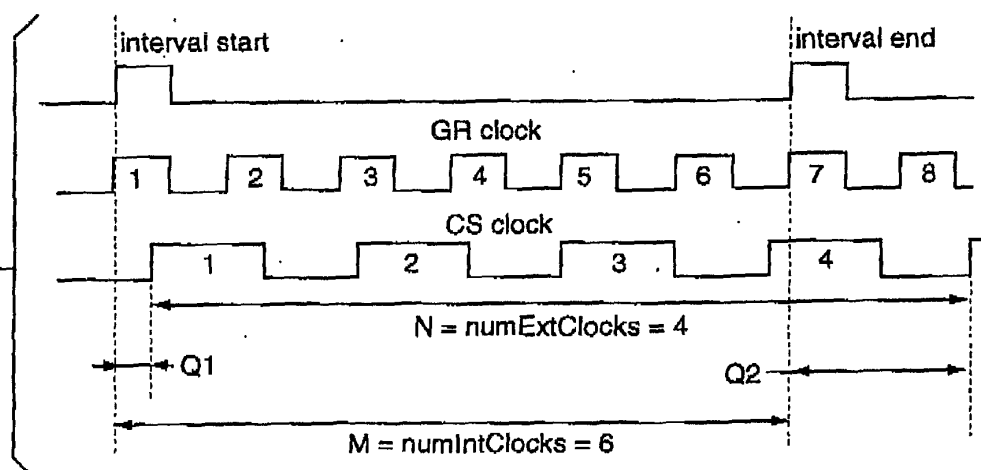 interval start interval end
GR clock
1 2 3 4 5 6 7 8
CS clock
1 2 3 4
N = numExtClocks = 4
Q1 Q2
M = numIntClocks = 6